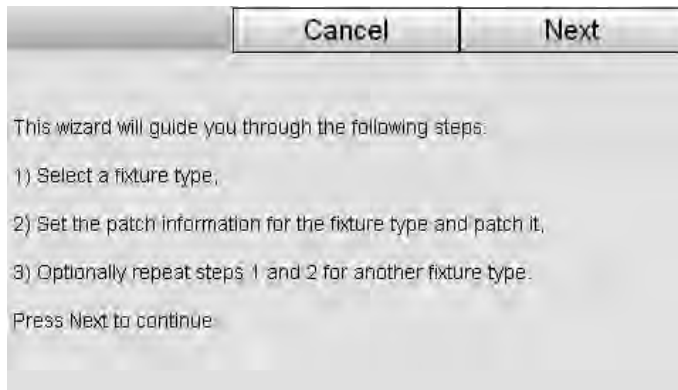 Cancel Next
This wizard will guide you through the following steps:
1) Select a fixture type,
2) Set the patch information for the fixture type and patch it,
3) Optionally repeat steps 1 and 2 for another fixture type.
Press Next to continue